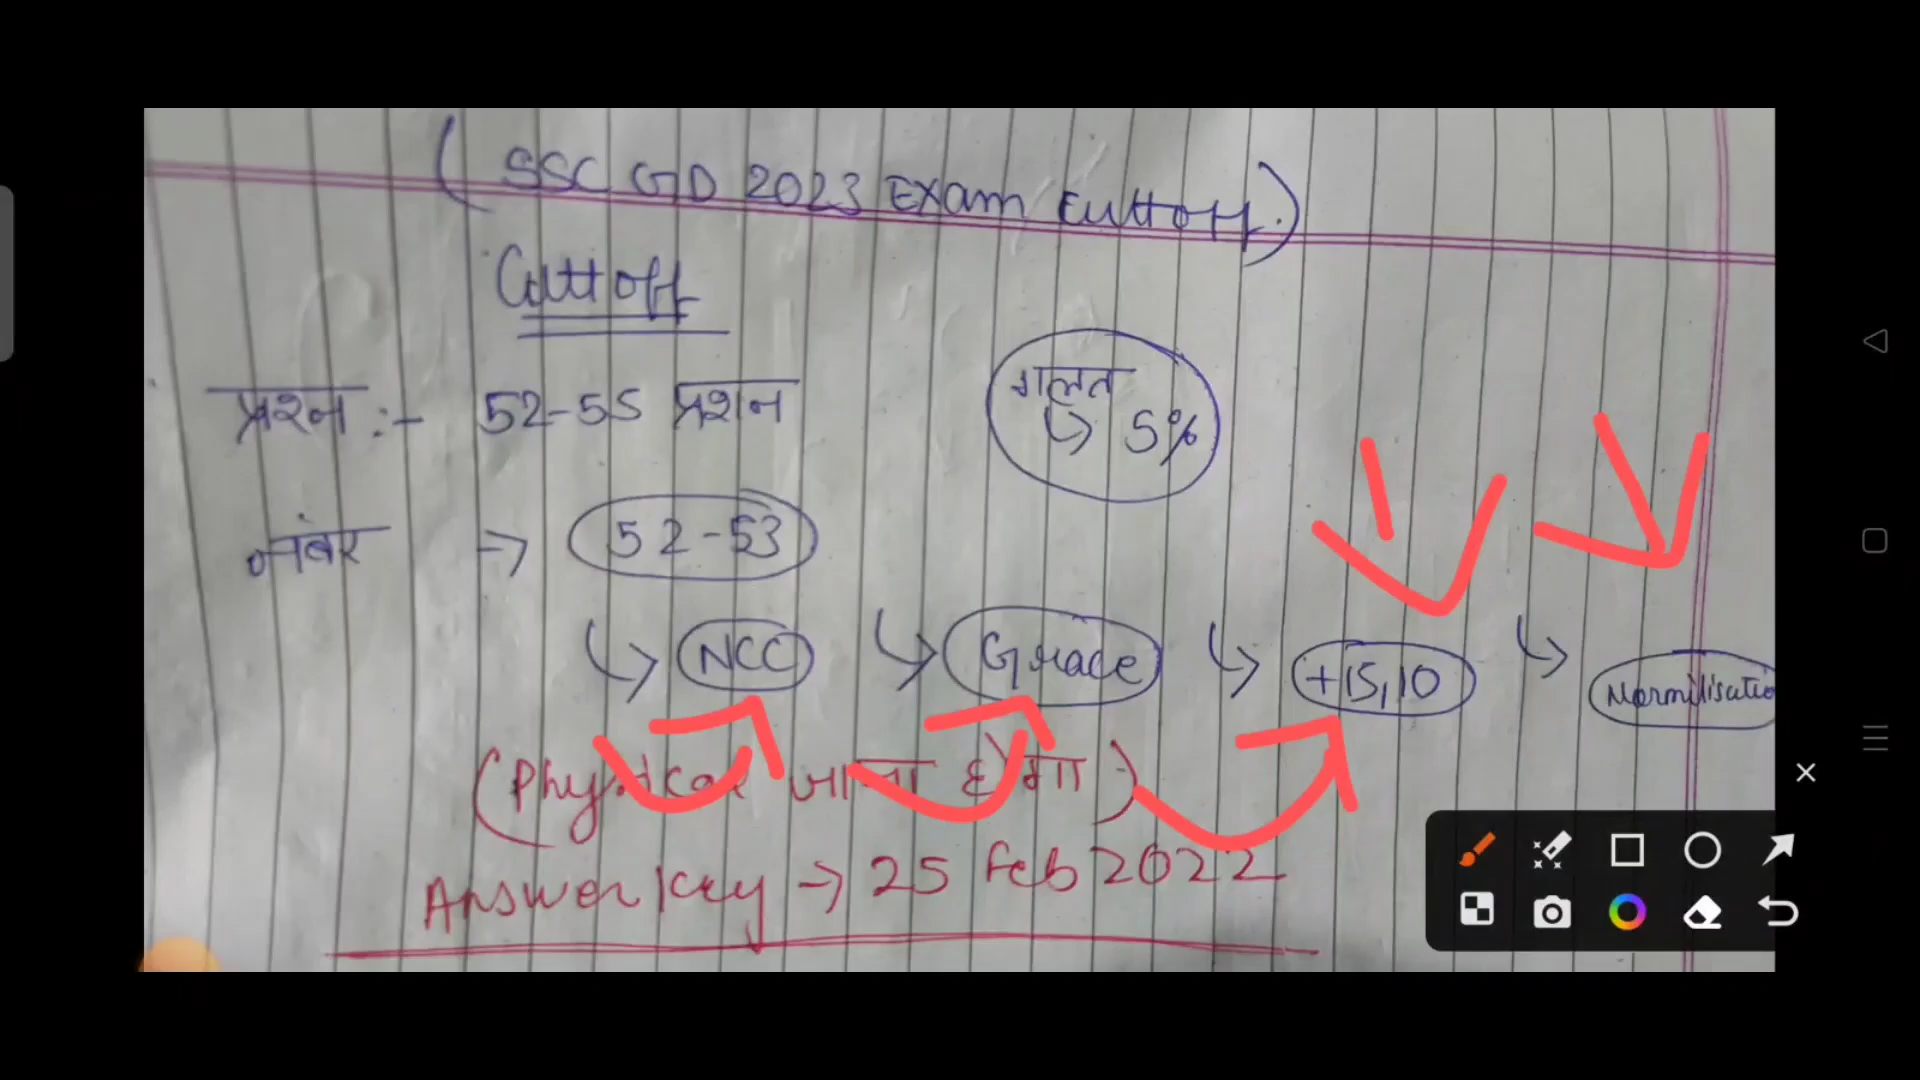 ( SSC GD 2023 Exam Cuttoff. )
Cuttoff
प्रश्न :- 52-55 प्रशन
गलत
↳ 5%
नंबर → 52-53
↳ NCC ↳ Grace ↳ +15,10 ↳ Normilisatio
(Physical जाना होगा)
Answer key → 25 Feb 2022